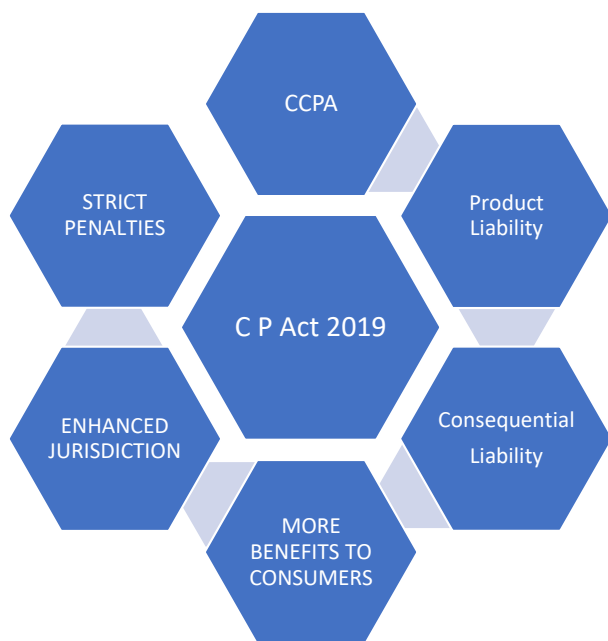 CCPA
Product
Liability
Consequential
Liability
MORE
BENEFITS TO
CONSUMERS
ENHANCED
JURISDICTION
STRICT
PENALTIES
C P Act 2019